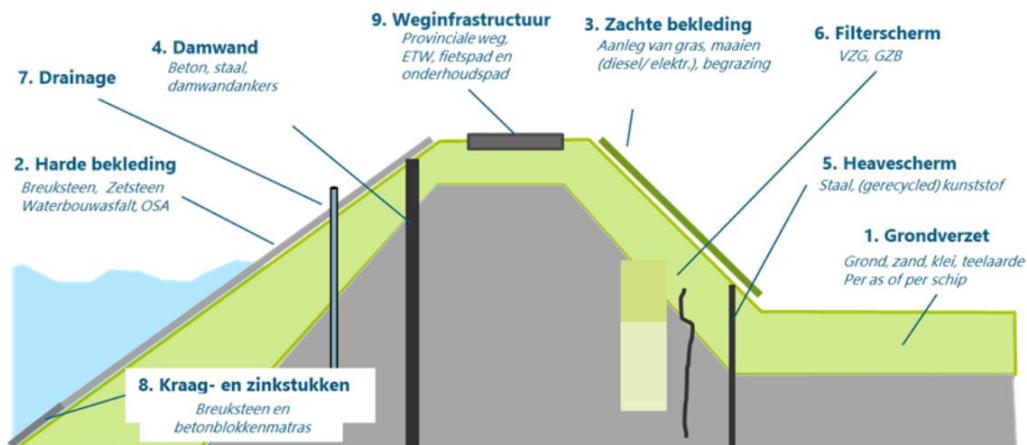 9. Weginfrastructuur
Provinciale weg,
ETW, fietspad en
onderhoudspad
3. Zachte bekleding
Aanleg van gras, maaien
(diesel/ elektr.), begrazing
6. Filterscherm
VZG, GZB
4. Damwand
Beton, staal,
damwandankers
7. Drainage
2. Harde bekleding
Breuksteen, Zetsteen
Waterbouwasfalt, OSA
5. Heavescherm
Staal, (gerecycled) kunststof
1. Grondverzet
Grond, zand, klei, teelaarde
Per as of per schip
8. Kraag- en zinkstukken
Breuksteen en
betonblokkenmatras